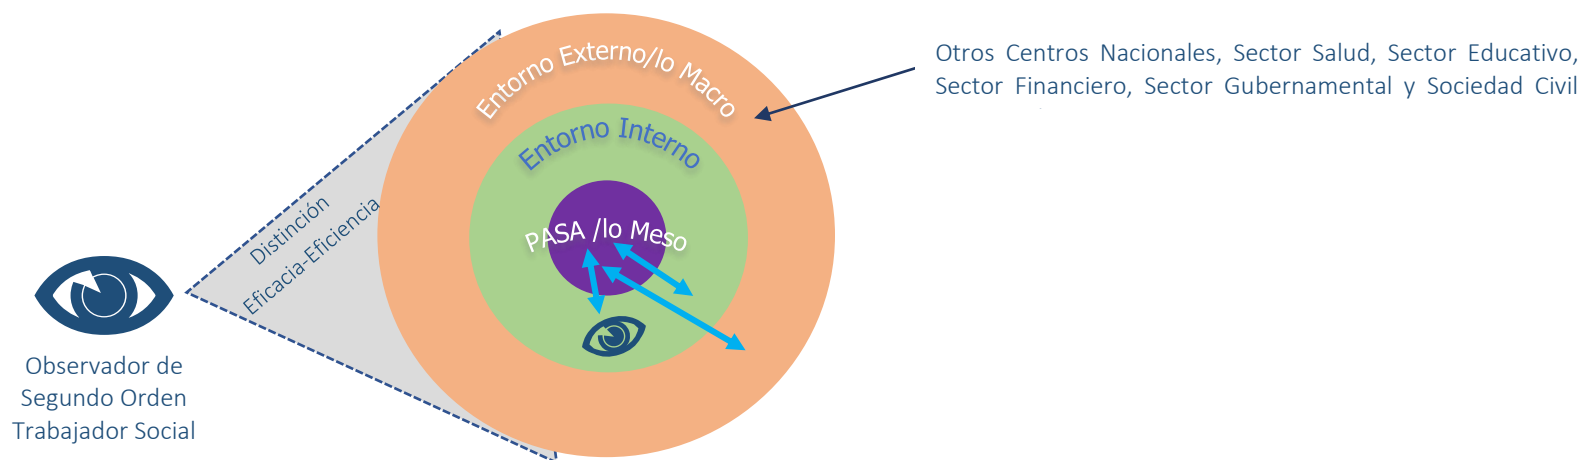 Entorno Externo/lo Macro
Entorno Interno
PASA /lo Meso
Distinción
Eficacia-Eficiencia
Observador de
Segundo Orden
Trabajador Social
Otros Centros Nacionales, Sector Salud, Sector Educativo,
Sector Financiero, Sector Gubernamental y Sociedad Civil